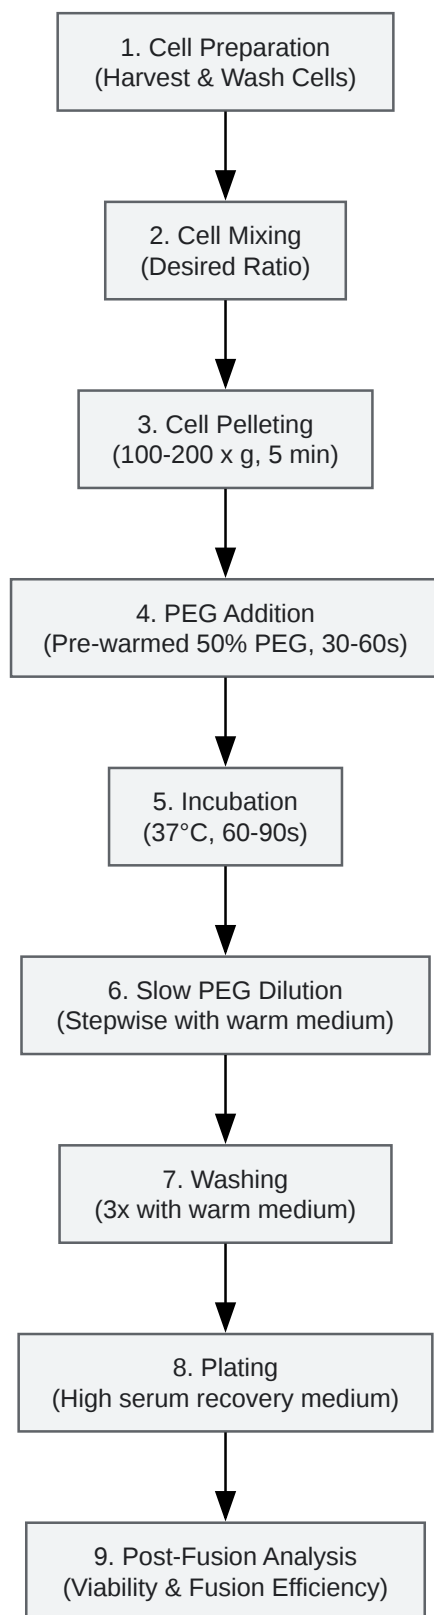 1. Cell Preparation
(Harvest & Wash Cells)
2. Cell Mixing
(Desired Ratio)
3. Cell Pelleting
(100-200 x g, 5 min)
4. PEG Addition
(Pre-warmed 50% PEG, 30-60s)
5. Incubation
(37°C, 60-90s)
6. Slow PEG Dilution
(Stepwise with warm medium)
7. Washing
(3x with warm medium)
8. Plating
(High serum recovery medium)
9. Post-Fusion Analysis
(Viability & Fusion Efficiency)